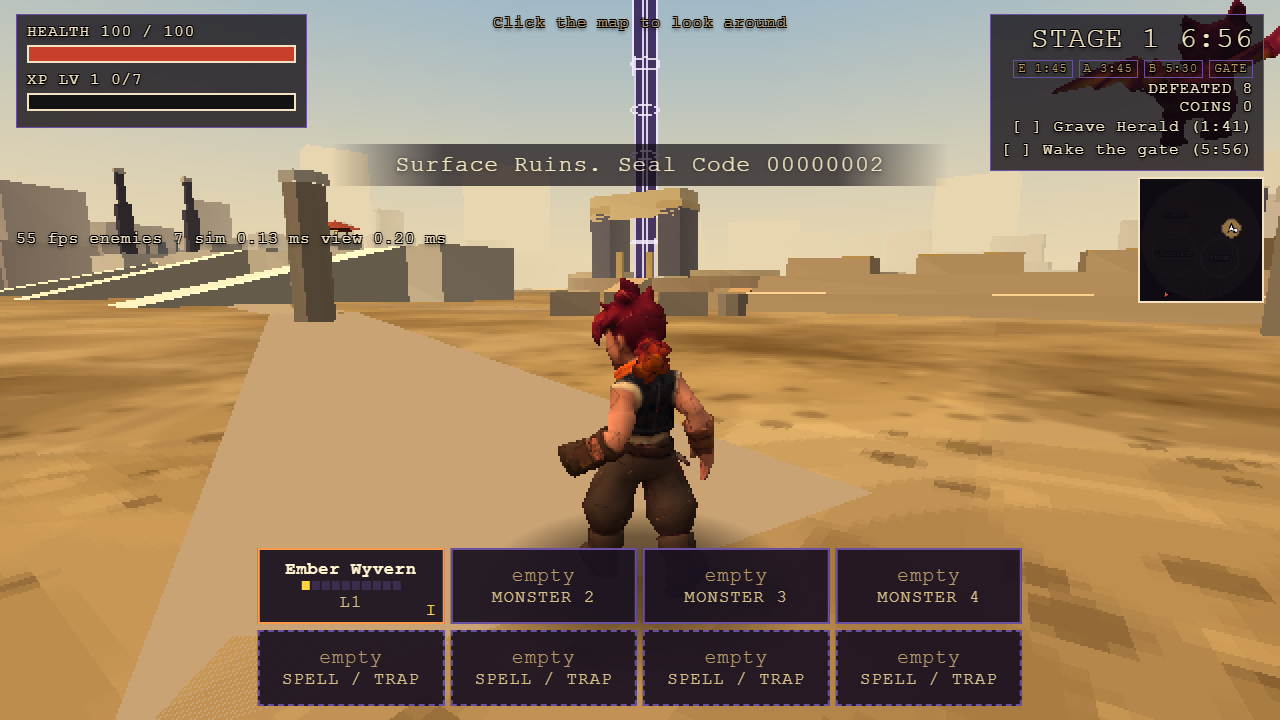 HEALTH 100 / 100
XP LV 1 0/7
Click the map to look around
STAGE 1 6:56
E 1:45 A 3:45 B 5:30 GATE
DEFEATED 8
COINS 0
[ ] Grave Herald (1:41)
[ ] Wake the gate (5:56)
Surface Ruins. Seal Code 00000002
55 fps enemies 7 sim 0.13 ms view 0.20 ms
Ember Wyvern
L1
I
empty
MONSTER 2
empty
MONSTER 3
empty
MONSTER 4
empty
SPELL / TRAP
empty
SPELL / TRAP
empty
SPELL / TRAP
empty
SPELL / TRAP